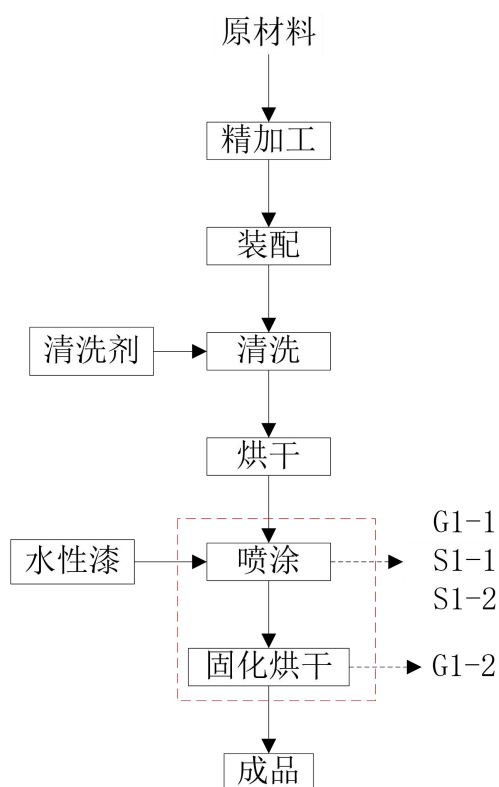 原材料
精加工
装配
清洗剂
清洗
烘干
G1-1
水性漆
喷涂
S1-1
S1-2
固化烘干
G1-2
成品